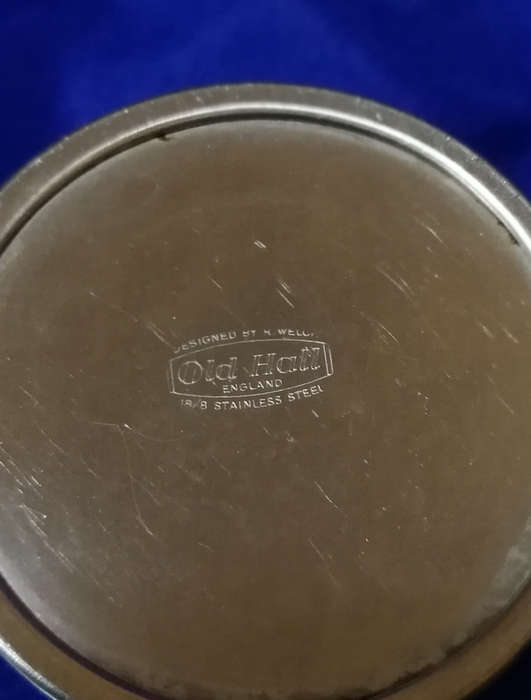 DESIGNED BY R. WELCH
Old Hall
ENGLAND
18/8 STAINLESS STEEL